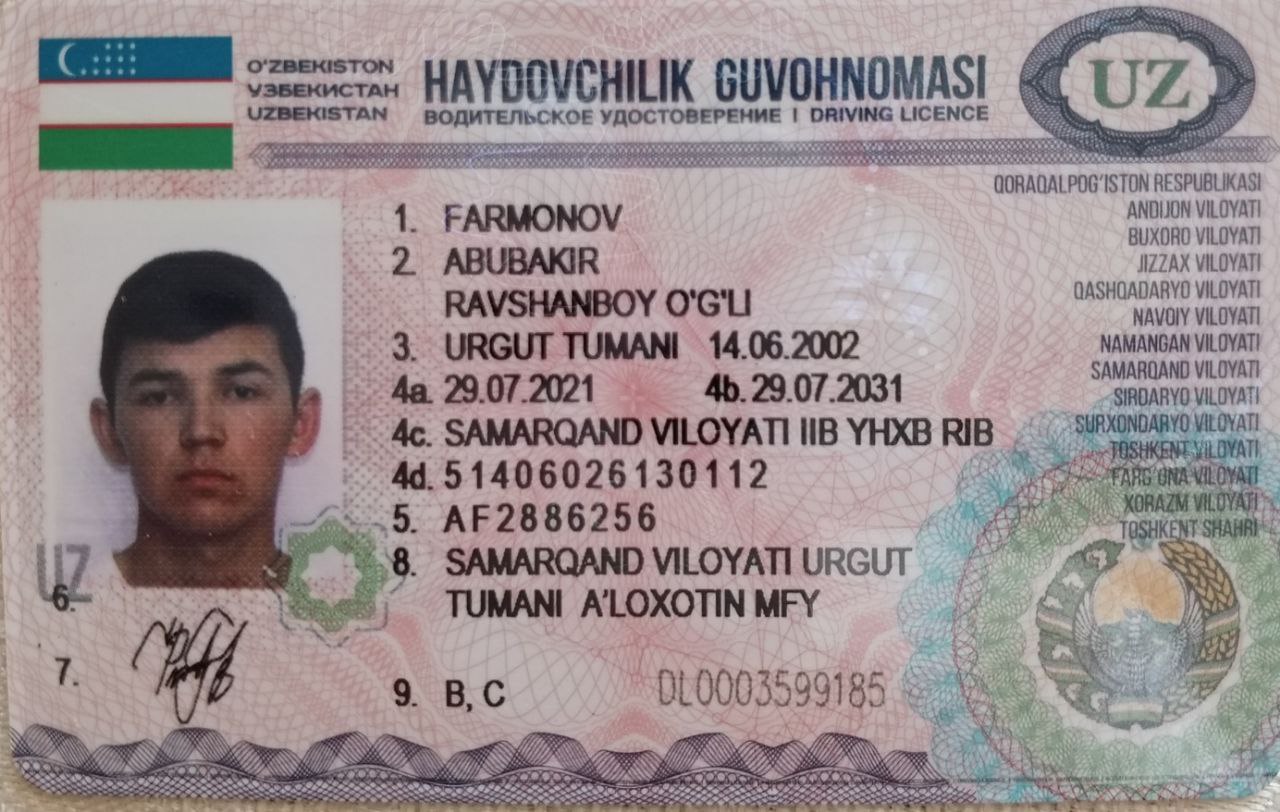 O'ZBEKISTON
УЗБЕКИСТАН
UZBEKISTAN
HAYDOVCHILIK GUVOHNOMASI
ВОДИТЕЛЬСКОЕ УДОСТОВЕРЕНИЕ I DRIVING LICENCE
UZ
1. FARMONOV
2. ABUBAKIR
RAVSHANBOY O'G'LI
3. URGUT TUMANI 14.06.2002
4a. 29.07.2021 4b. 29.07.2031
4c. SAMARQAND VILOYATI IIB YHXB RIB
4d. 51406026130112
5. AF2886256
8. SAMARQAND VILOYATI URGUT
TUMANI A'LOXOTIN MFY
UZ
6.
7.
9. B, C
DL0003599185
QORAQALPOG'ISTON RESPUBLIKASI
ANDIJON VILOYATI
BUXORO VILOYATI
JIZZAX VILOYATI
QASHQADARYO VILOYATI
NAVOIY VILOYATI
NAMANGAN VILOYATI
SAMARQAND VILOYATI
SIRDARYO VILOYATI
SURXONDARYO VILOYATI
TOSHKENT VILOYATI
FARG'ONA VILOYATI
XORAZM VILOYATI
TOSHKENT SHAHRI